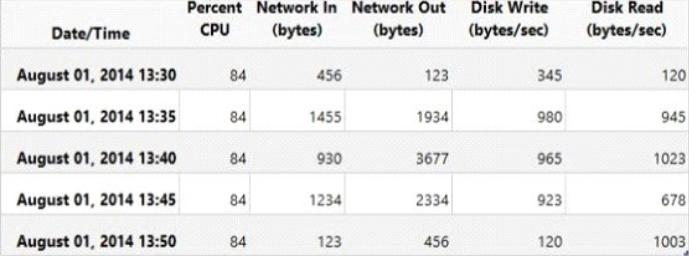 Percent Network In Network Out Disk Write Disk Read
Date/Time CPU (bytes) (bytes) (bytes/sec) (bytes/sec)
August 01, 2014 13:30 84 456 123 345 120
August 01, 2014 13:35 84 1455 1934 980 945
August 01, 2014 13:40 84 930 3677 965 1023
August 01, 2014 13:45 84 1234 2334 923 678
August 01, 2014 13:50 84 123 456 120 1003